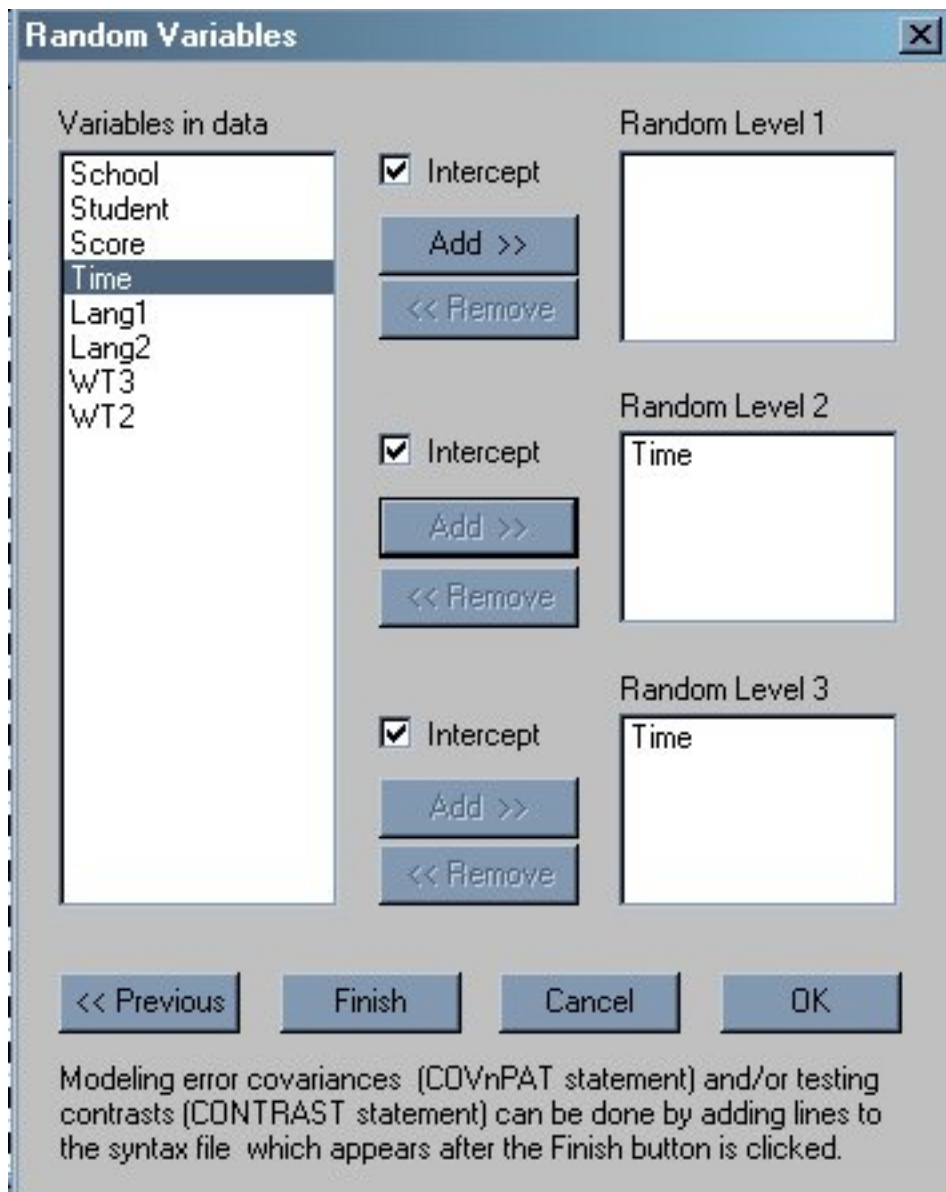 Random Variables
Variables in data
School
Student
Score
Time
Lang1
Lang2
WT3
WT2
Intercept
Add >>
<< Remove
Random Level 1
Intercept
Add >>
<< Remove
Random Level 2
Time
Intercept
Add >>
<< Remove
Random Level 3
Time
<< Previous
Finish
Cancel
OK
Modeling error covariances (COVnPAT statement) and/or testing
contrasts (CONTRAST statement) can be done by adding lines to
the syntax file which appears after the Finish button is clicked.